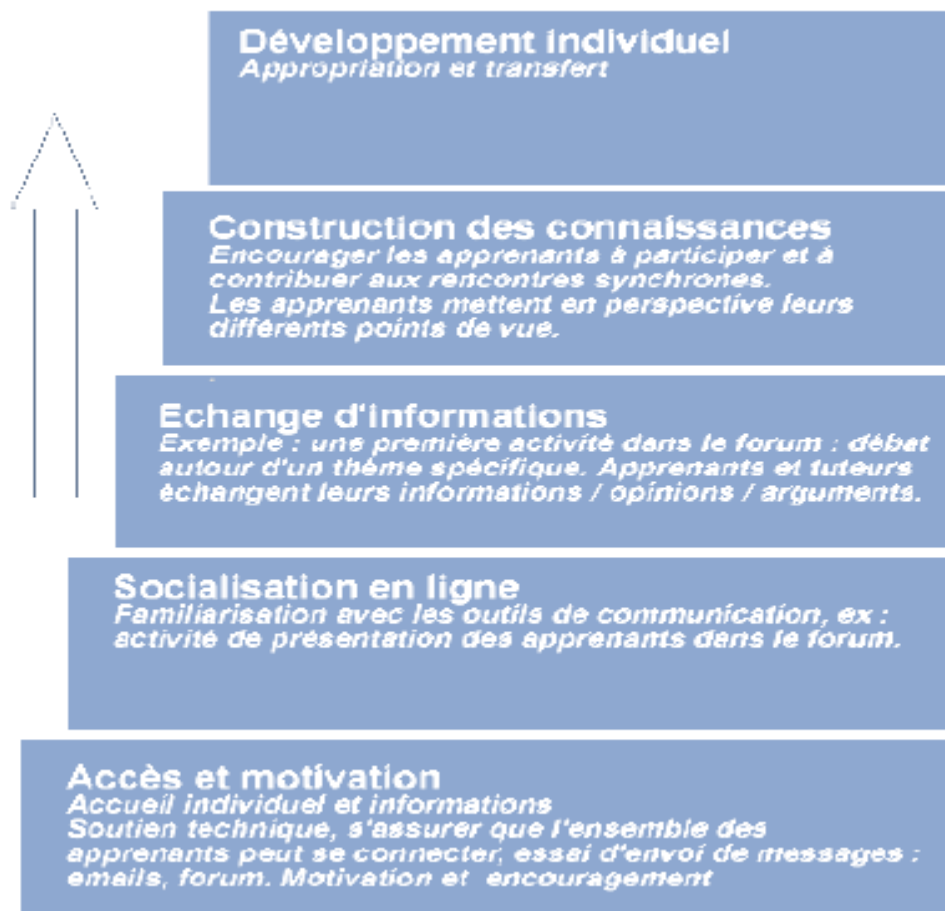 Développement individuel
Appropriation et transfert
Construction des connaissances
Encourager les apprenants à participer et à
contribuer aux rencontres synchrones.
Les apprenants mettent en perspective leurs
différents points de vue.
Echange d'informations
Exemple : une première activité dans le forum : débat
autour d'un thème spécifique. Apprenants et tuteurs
échangent leurs informations / opinions / arguments.
Socialisation en ligne
Familiarisation avec les outils de communication, ex :
activité de présentation des apprenants dans le forum.
Accès et motivation
Accueil individuel et informations
Soutien technique, s'assurer que l'ensemble des
apprenants peut se connecter, essai d'envoi de messages :
emails, forum. Motivation et encouragement